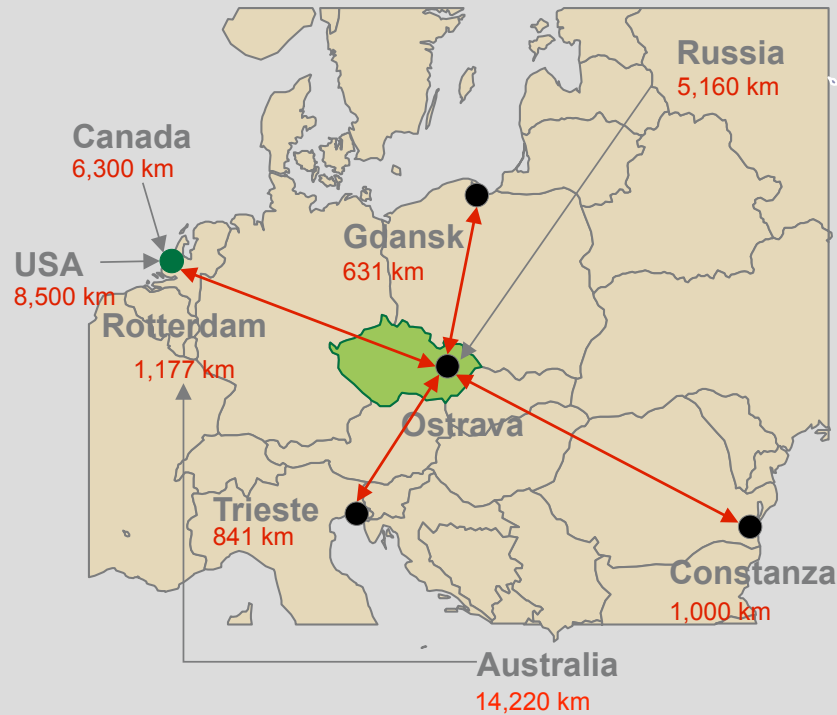 Russia
5,160 km
Canada
6,300 km
Gdansk
631 km
USA
8,500 km
Rotterdam
1,177 km
Ostrava
Trieste
841 km
Constanza
1,000 km
Australia
14,220 km